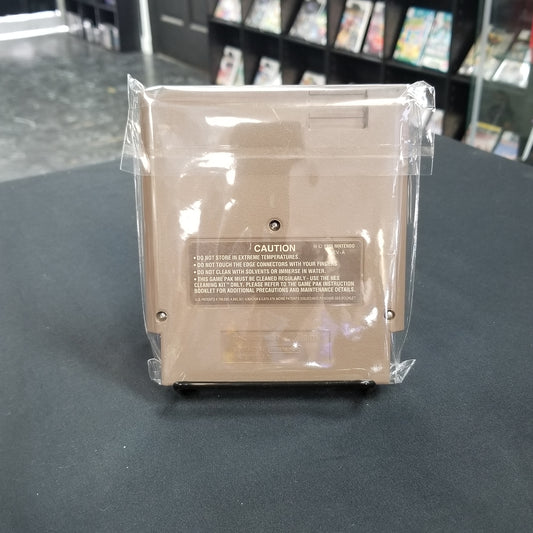 CAUTION
• DO NOT STORE IN EXTREME TEMPERATURES.
• DO NOT TOUCH THE EDGE CONNECTORS WITH YOUR FINGERS.
• DO NOT CLEAN WITH SOLVENTS OR IMMERSE IN WATER.
• THIS GAME PAK MUST BE CLEANED REGULARLY - USE THE NES
CLEANING KIT ONLY. PLEASE REFER TO THE GAME PAK INSTRUCTION
BOOKLET FOR ADDITIONAL PRECAUTIONS AND MAINTENANCE DETAILS.
NINTENDO